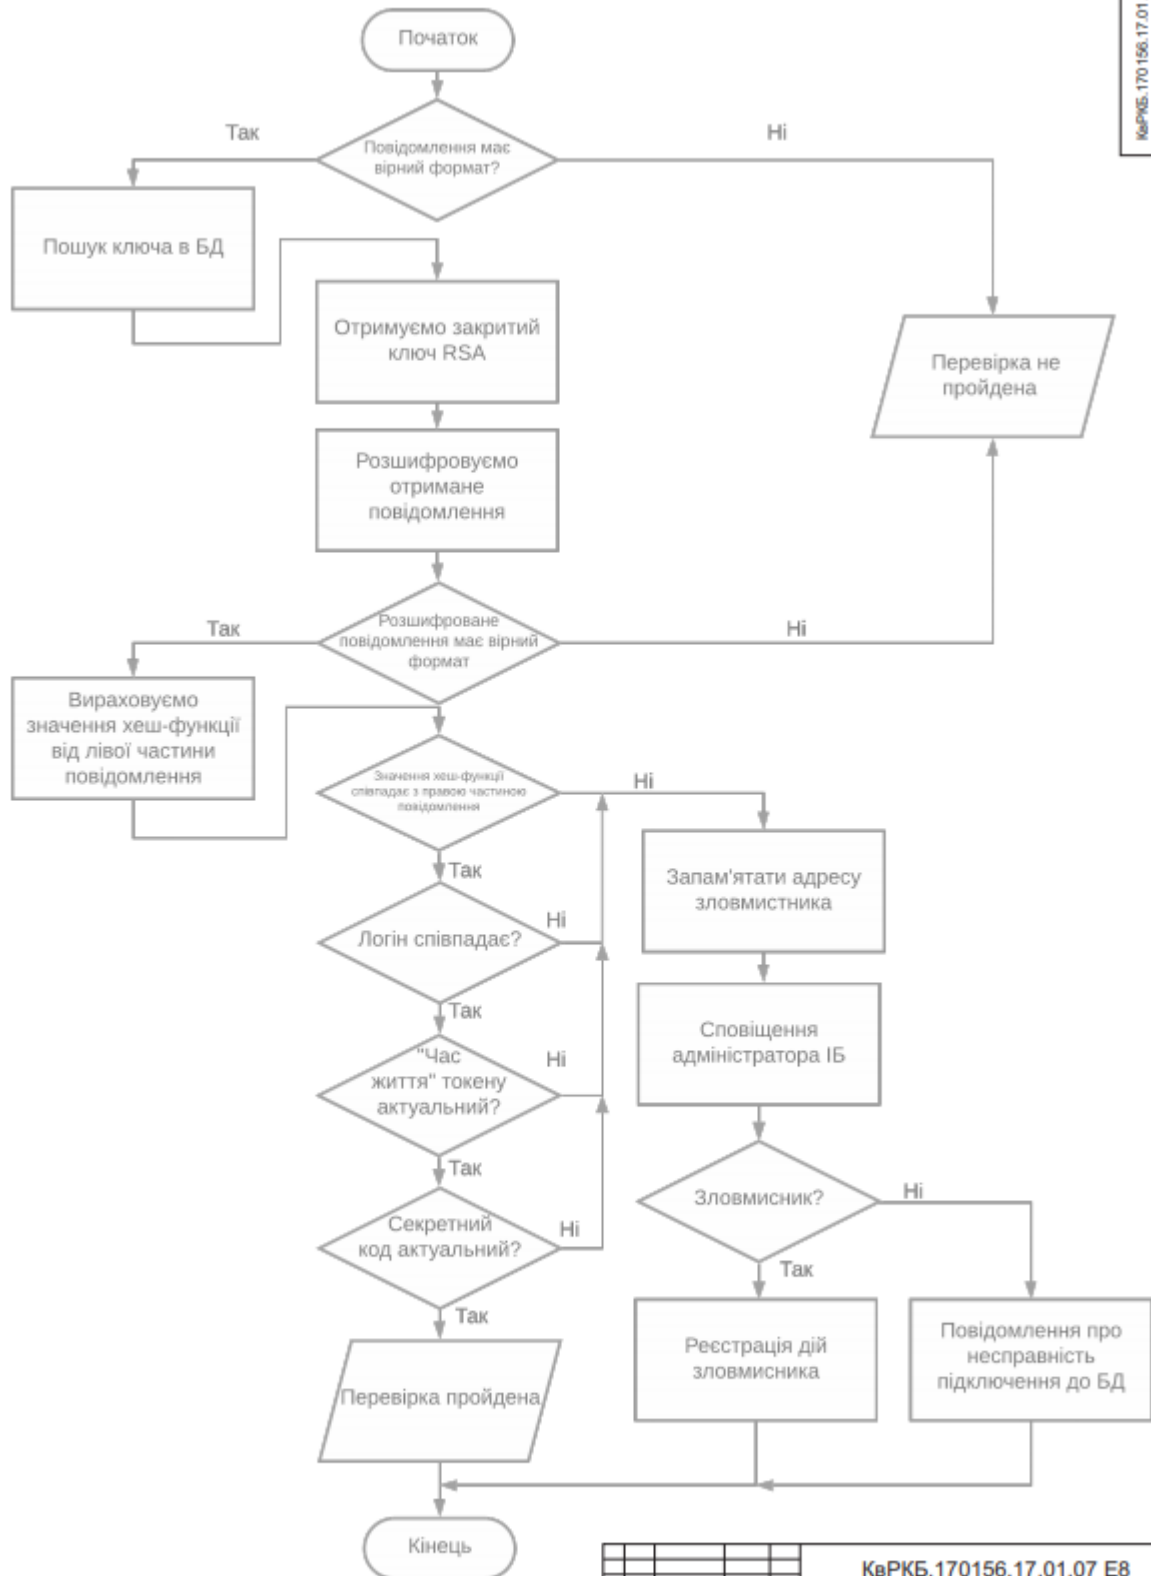 КвРКБ.170156.17.01
Початок
Так
Ні
Повідомлення має
вірний формат?
Пошук ключа в БД
Отримуємо закритий
ключ RSA
Перевірка не
пройдена
Розшифровуємо
отримане
повідомлення
Розшифроване
повідомлення має вірний
формат
Так
Ні
Вираховуємо
значення хеш-функції
від лівої частини
повідомлення
Значення хеш-функції
співпадає з правою частиною
повідомлення
Ні
Так
Запам'ятати адресу
зловмистника
Логін співпадає?
Ні
Так
Сповіщення
адміністратора ІБ
"Час
життя" токену
актуальний?
Ні
Так
Зловмисник?
Ні
Секретний
код актуальний?
Ні
Так
Так
Реєстрація дій
зловмисника
Повідомлення про
несправність
підключення до БД
Перевірка пройдена
Кінець
КвРКБ.170156.17.01.07 Е8